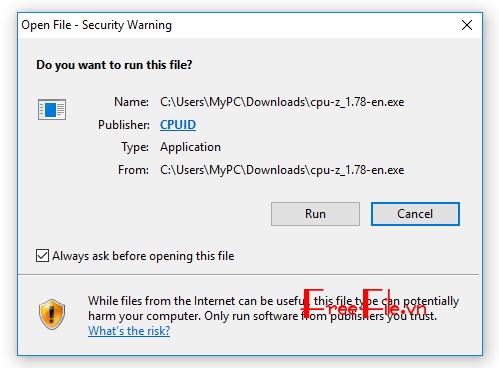 Open File - Security Warning
Do you want to run this file?
Name: C:\Users\MyPC\Downloads\cpu-z_1.78-en.exe
Publisher: CPUID
Type: Application
From: C:\Users\MyPC\Downloads\cpu-z_1.78-en.exe
Run Cancel
Always ask before opening this file
While files from the Internet can be useful, this file type can potentially
harm your computer. Only run software from publishers you trust.
What's the risk?
FreeFile.vn